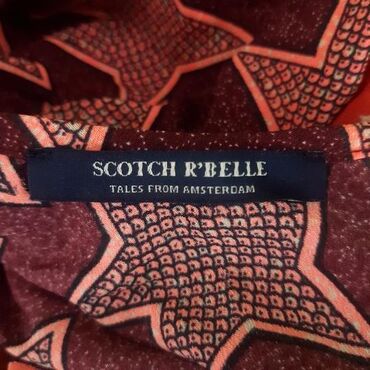 SCOTCH R'BELLE
TALES FROM AMSTERDAM